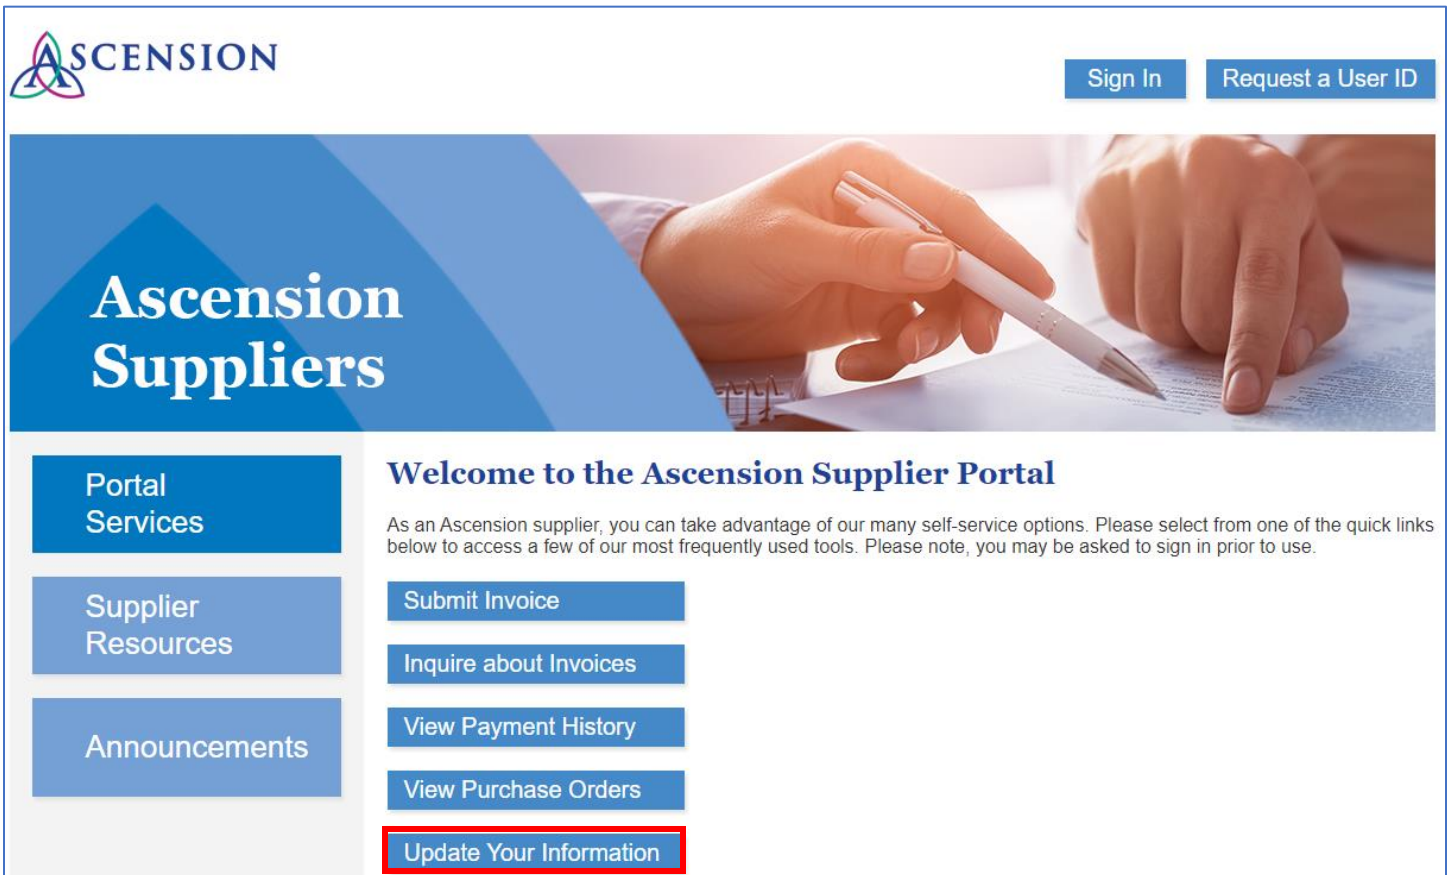 ASCENSION
Sign In
Request a User ID
Ascension
Suppliers
Portal
Services
Supplier
Resources
Announcements
Welcome to the Ascension Supplier Portal
As an Ascension supplier, you can take advantage of our many self-service options. Please select from one of the quick links
below to access a few of our most frequently used tools. Please note, you may be asked to sign in prior to use.
Submit Invoice
Inquire about Invoices
View Payment History
View Purchase Orders
Update Your Information